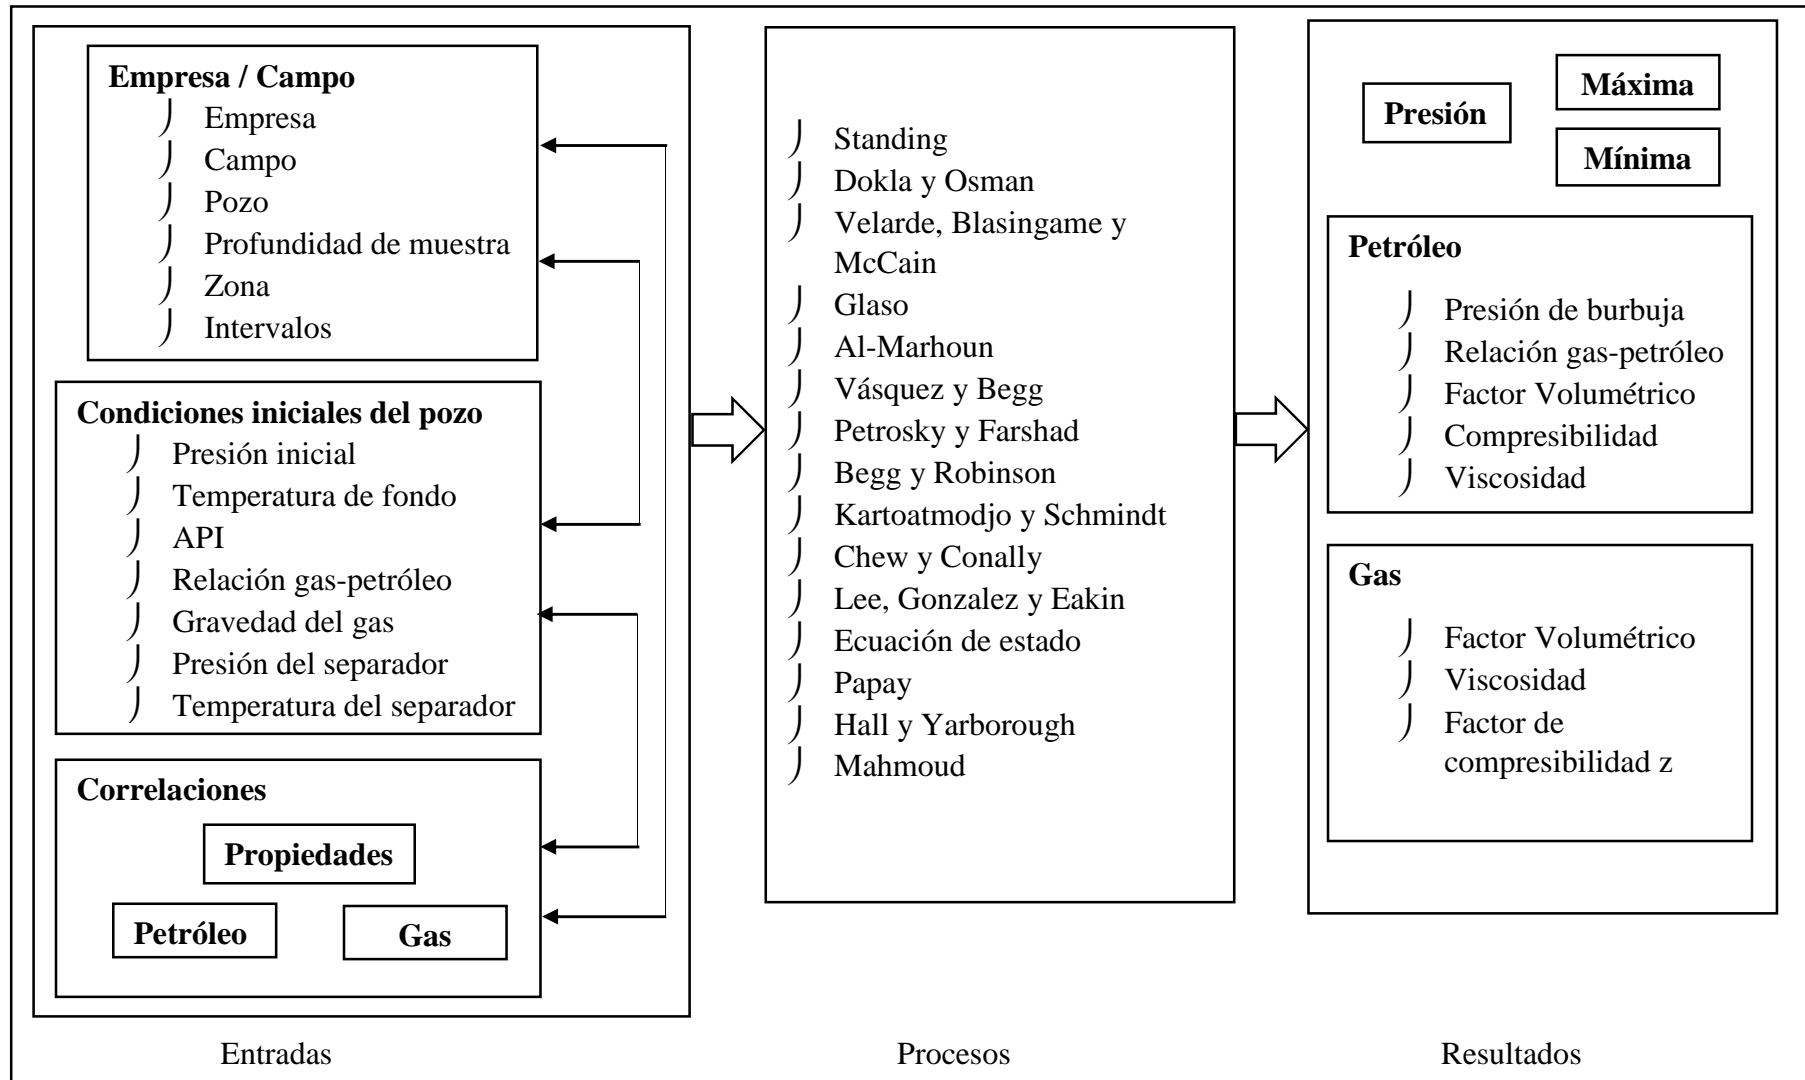 Empresa / Campo
Empresa
Campo
Pozo
Profundidad de muestra
Zona
Intervalos
Condiciones iniciales del pozo
Presión inicial
Temperatura de fondo
API
Relación gas-petróleo
Gravedad del gas
Presión del separador
Temperatura del separador
Correlaciones
Propiedades
Petróleo
Gas
Entradas
Standing
Dokla y Osman
Velarde, Blasingame y
McCain
Glaso
Al-Marhoun
Vásquez y Begg
Petrosky y Farshad
Begg y Robinson
Kartoatmodjo y Schmindt
Chew y Conally
Lee, Gonzalez y Eakin
Ecuación de estado
Papay
Hall y Yarborough
Mahmoud
Procesos
Presión
Máxima
Mínima
Petróleo
Presión de burbuja
Relación gas-petróleo
Factor Volumétrico
Compresibilidad
Viscosidad
Gas
Factor Volumétrico
Viscosidad
Factor de
compresibilidad z
Resultados